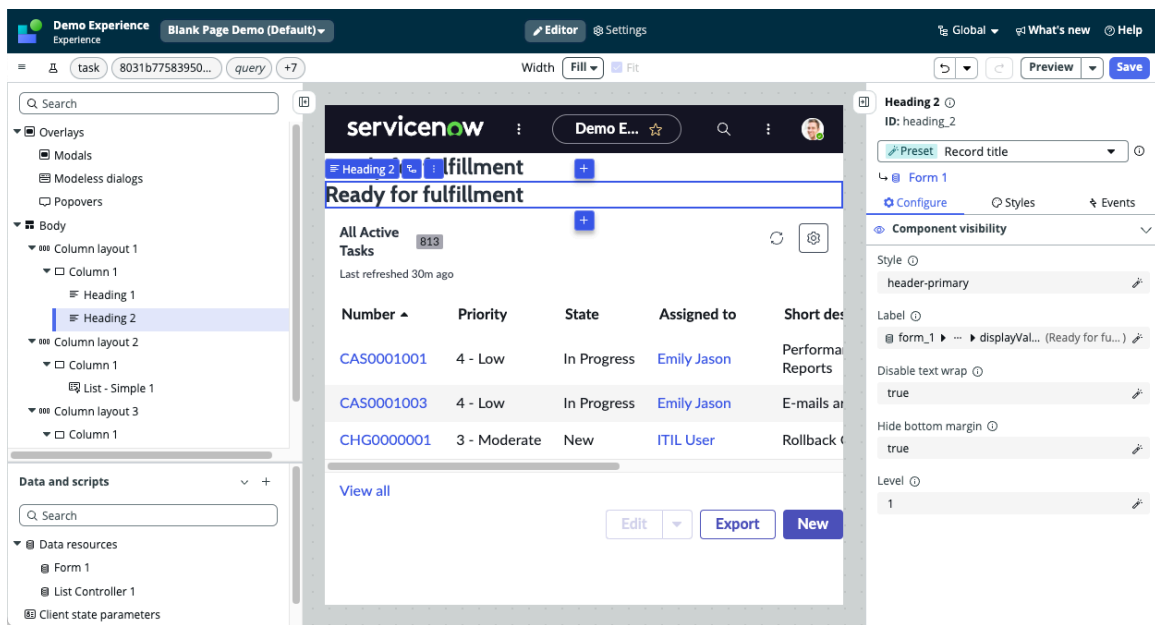 Demo Experience
Experience
Blank Page Demo (Default)
Editor
Settings
Global
What's new
Help
task
8031b77583950...
query
+7
Width
Fill
Fit
Preview
Save
Search
Overlays
Modals
Modeless dialogs
Popovers
Body
Column layout 1
Column 1
Heading 1
Heading 2
Column layout 2
Column 1
List - Simple 1
Column layout 3
Column 1
Data and scripts
Search
Data resources
Form 1
List Controller 1
Client state parameters
servicenow
Demo E...
Heading 2
fulfillment
Ready for fulfillment
All Active
Tasks
813
Last refreshed 30m ago
Number Priority State Assigned to Short des
CAS0001001 4 - Low In Progress Emily Jason Performa
Reports
CAS0001003 4 - Low In Progress Emily Jason E-mails a
CHG0000001 3 - Moderate New ITIL User Rollback
View all
Edit
Export
New
Heading 2
ID: heading_2
Preset Record title
Form 1
Configure
Styles
Events
Component visibility
Style
header-primary
Label
form_1 ... displayVal... (Ready for fu... )
Disable text wrap
true
Hide bottom margin
true
Level
1